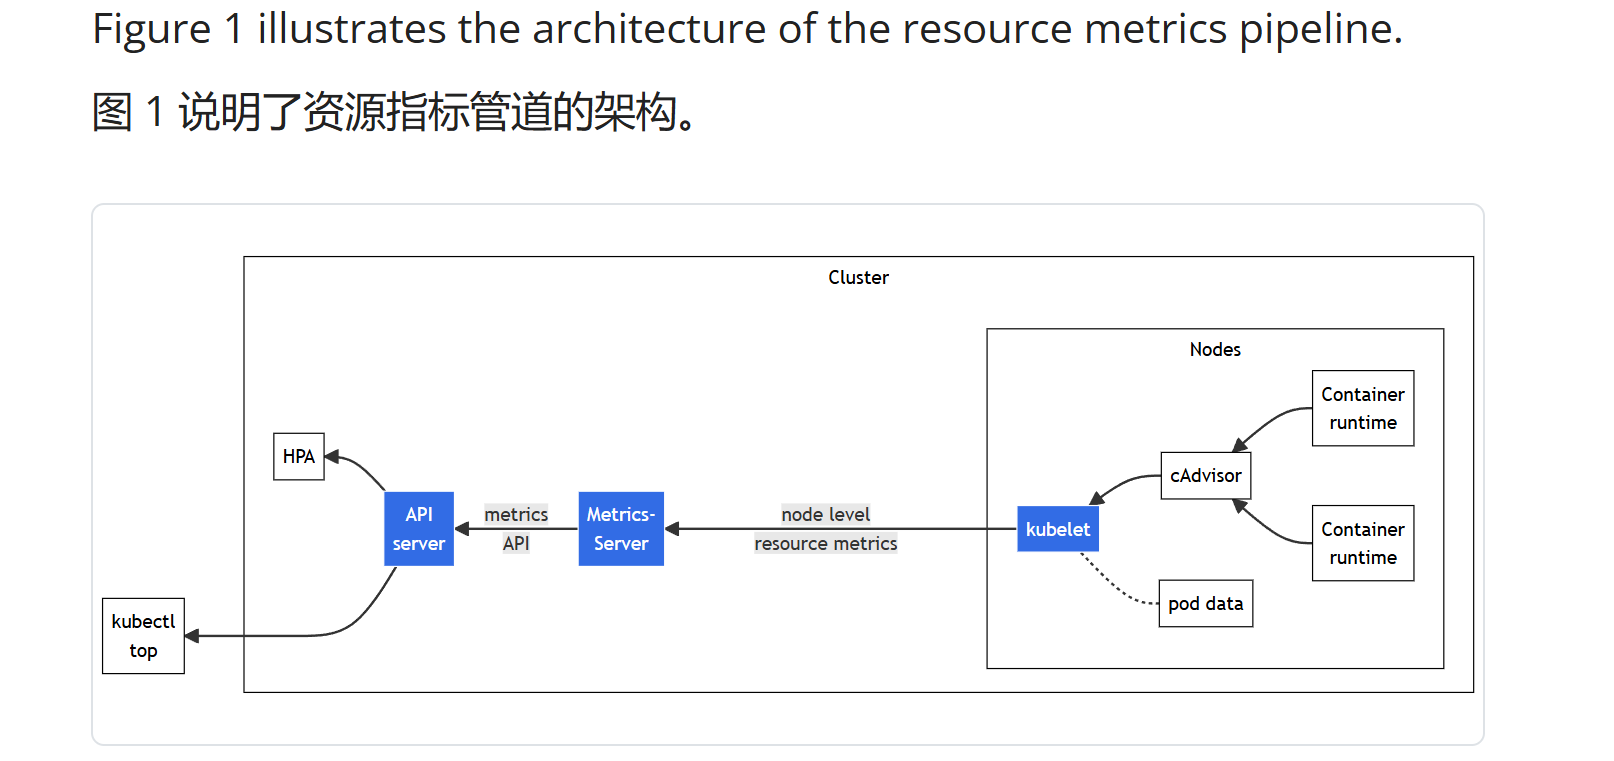 Figure 1 illustrates the architecture of the resource metrics pipeline.
图 1 说明了资源指标管道的架构。
Cluster
Nodes
Container
runtime
HPA
cAdvisor
API
server
metrics
API
Metrics-
Server
node level
resource metrics
kubelet
Container
runtime
pod data
kubectl
top